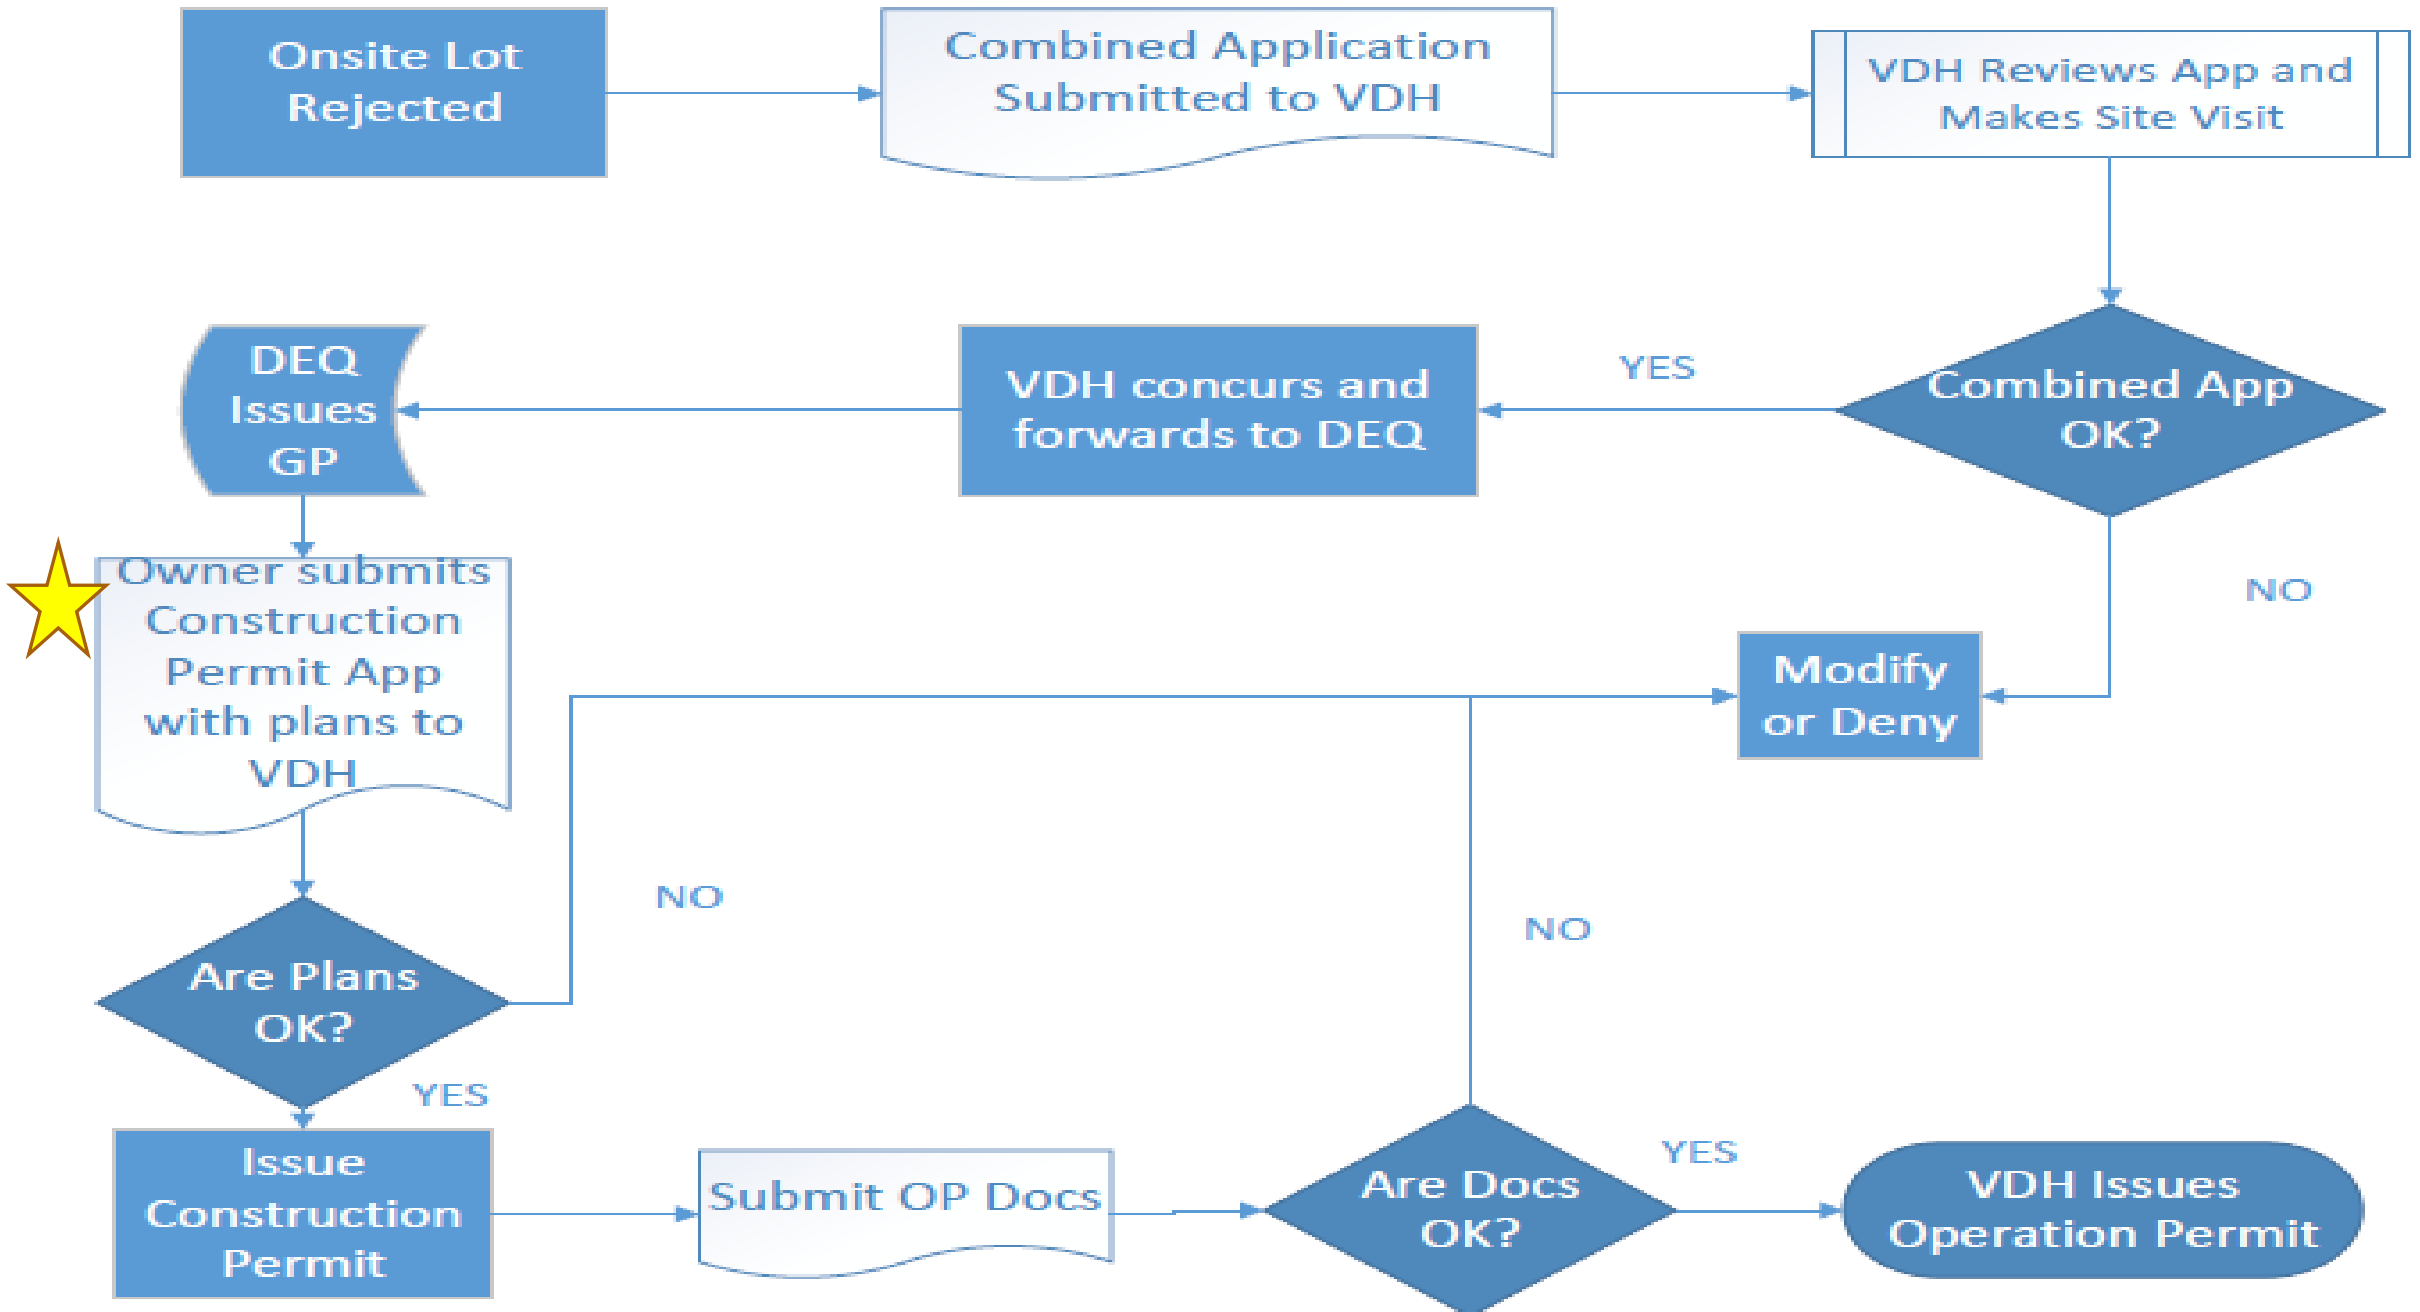 Onsite Lot
Rejected
Combined Application
Submitted to VDH
VDH Reviews App and
Makes Site Visit
Combined App
OK?
YES
VDH concurs and
forwards to DEQ
DEQ
Issues
GP
NO
Modify
or Deny
Owner submits
Construction
Permit App
with plans to
VDH
Are Plans
OK?
NO
YES
Issue
Construction
Permit
Submit OP Docs
Are Docs
OK?
NO
YES
VDH Issues
Operation Permit